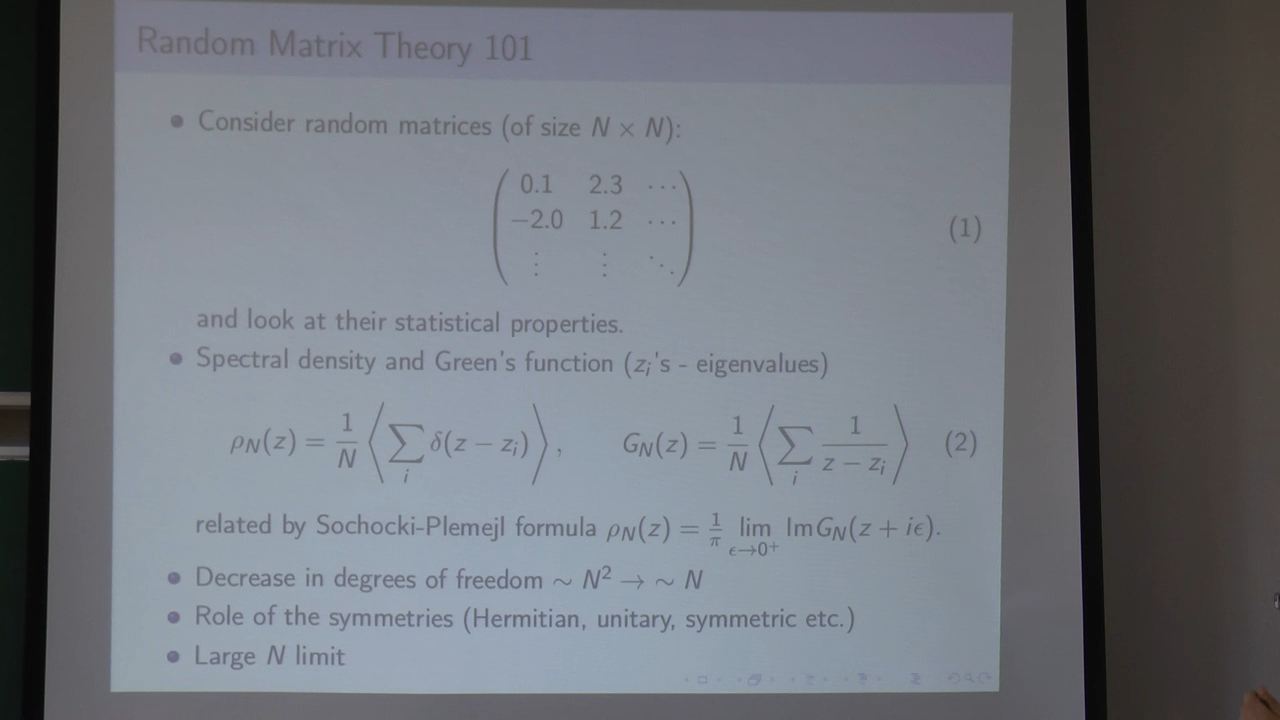 Random Matrix Theory 101
• Consider random matrices (of size N × N):
0.1 2.3 ⋯
−2.0 1.2 ⋯
⋮ ⋮ ⋱
(1)
and look at their statistical properties.
• Spectral density and Green's function (z_i's - eigenvalues)
ρ_N(z) = 1/N ⟨∑_i δ(z − z_i)⟩, G_N(z) = 1/N ⟨∑_i 1/(z − z_i)⟩ (2)
related by Sochocki-Plemejl formula ρ_N(z) = 1/π lim_{ϵ→0⁺} ImG_N(z + iϵ).
• Decrease in degrees of freedom ∼ N² → ∼ N
• Role of the symmetries (Hermitian, unitary, symmetric etc.)
• Large N limit